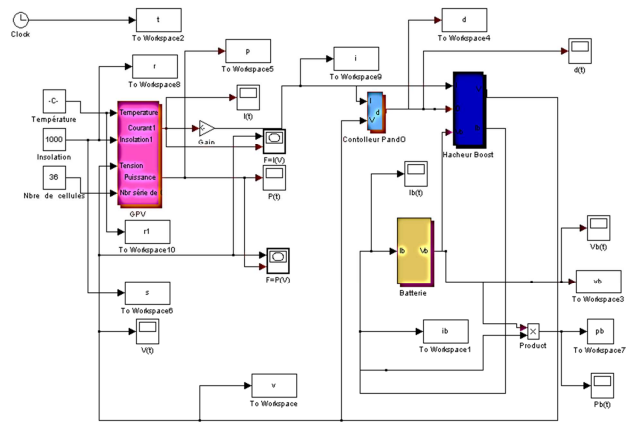 t
Clock
To Workspace2
r
To Workspace8
p
To Workspace5
i
To Workspace9
d
To Workspace4
d(t)
-C-
Température
1000
Insolation
36
Nbre de cellules
Temperature
Courant1
Insolation1
Tension
Puissance
Nbr série de
GPV
Gain
I(t)
F=I(V)
P(t)
F=P(V)
I
d
V
Contolleur PandO
Hacheur Boost
r1
To Workspace10
s
To Workspace6
V(t)
v
To Workspace
Ib(t)
Ib
Vb
Batterie
ib
To Workspace1
Vb(t)
vb
To Workspace3
×
Product
pb
To Workspace7
Pb(t)